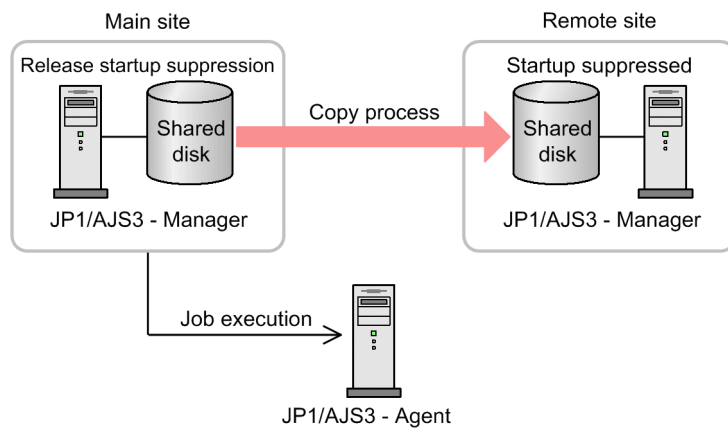 Main site
Remote site
Release startup suppression
Startup suppressed
Shared
disk
Copy process
Shared
disk
JP1/AJS3 - Manager
JP1/AJS3 - Manager
Job execution
JP1/AJS3 - Agent